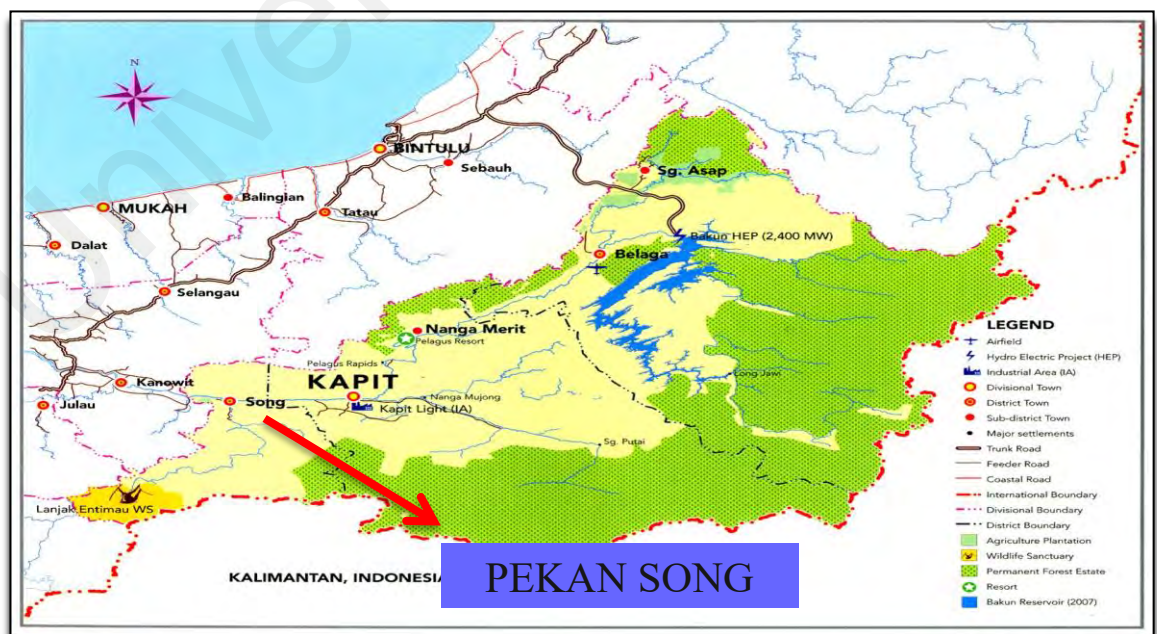 Univer
N
BINTULU
Sebauh
Sg. Asap
Balingian
MUKAH
Tatau
Bakun HEP (2,400 MW)
Dalat
Belaga
Selangau
Nanga Merit
Pelagus Resort
Pelagus Rapids
Kanowit
KAPIT
Long Jawi
Nanga Mujong
Song
Julau
Kapit Light (IA)
Sg. Putai
Lanjak Entimau WS
KALIMANTAN, INDONESIA
PEKAN SONG
LEGEND
Airfield
Hydro Electric Project (HEP)
Industrial Area (IA)
Divisional Town
District Town
Sub-district Town
Major settlements
Trunk Road
Feeder Road
Coastal Road
International Boundary
Divisional Boundary
District Boundary
Agriculture Plantation
Wildlife Sanctuary
Permanent Forest Estate
Resort
Bakun Reservoir (2007)